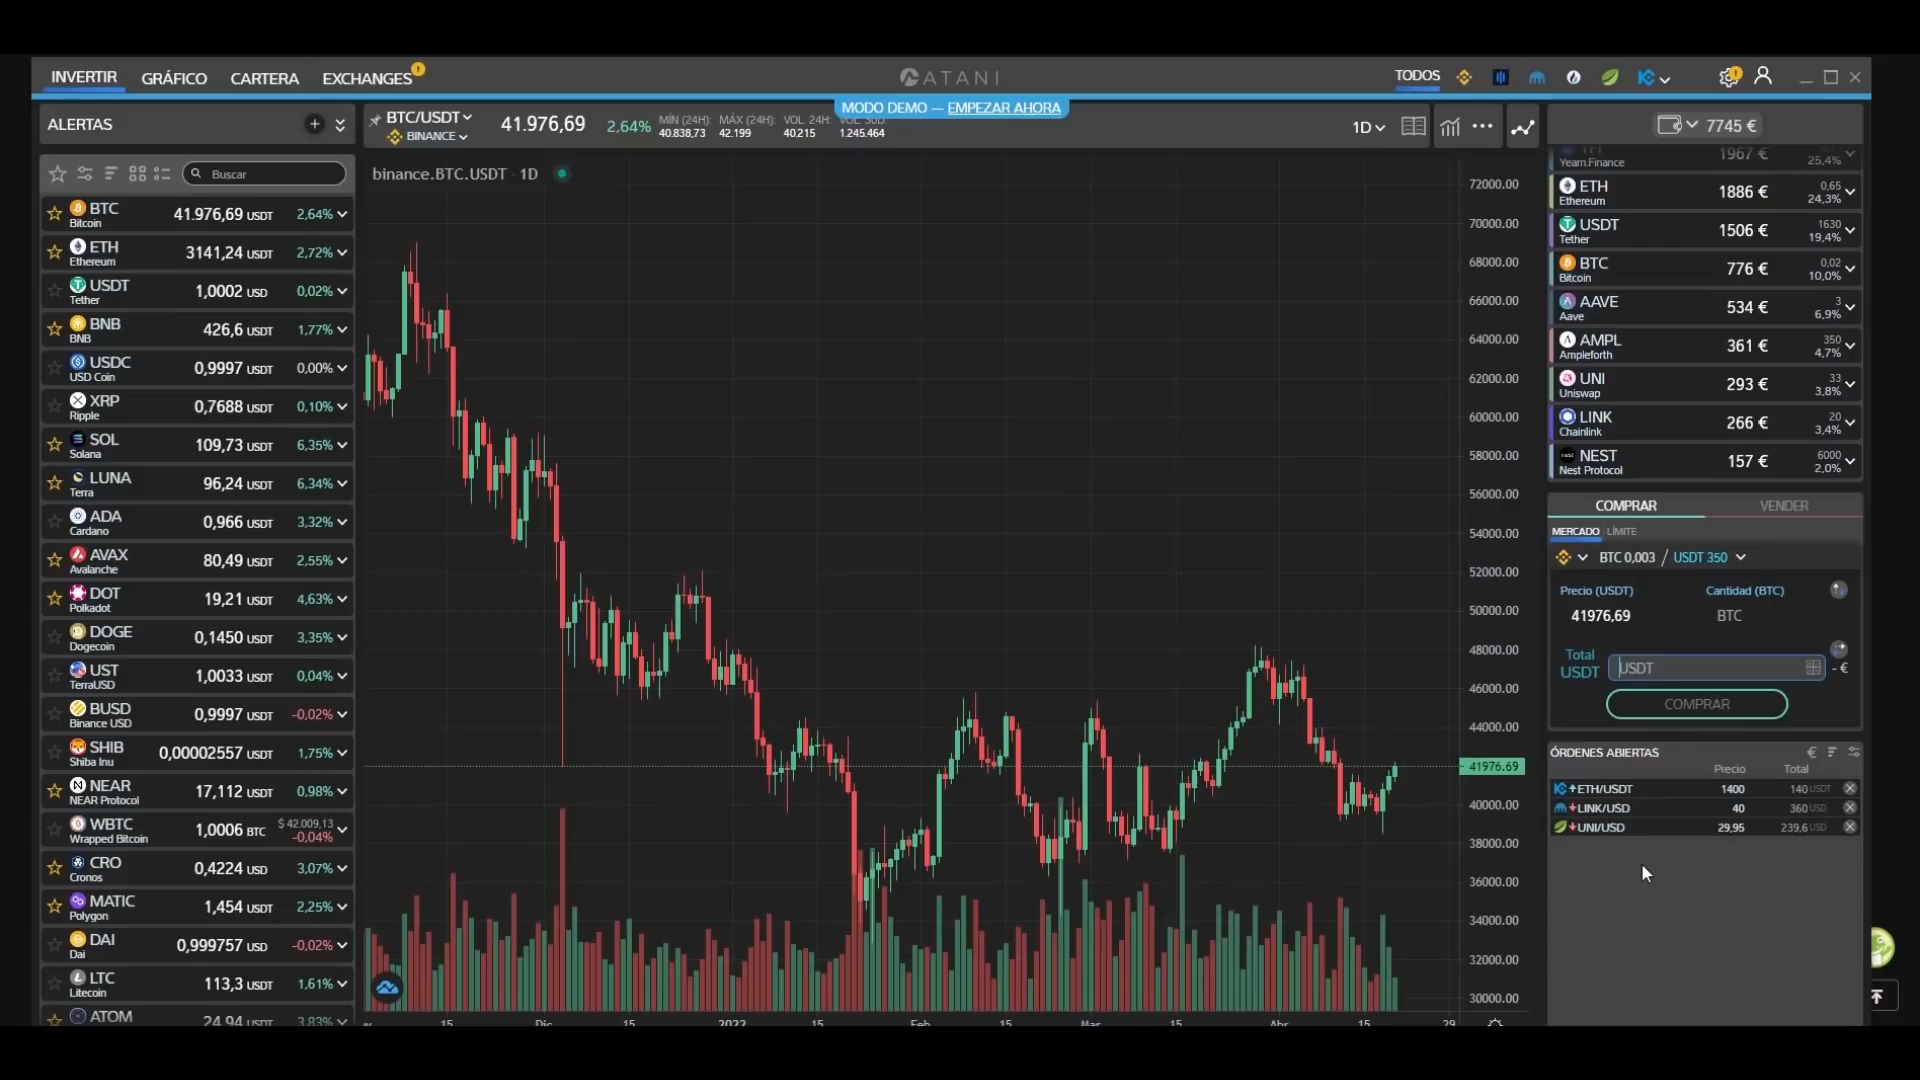 INVERTIR GRÁFICO CARTERA EXCHANGES ATANI TODOS
MODO DEMO — EMPEZAR AHORA
ALERTAS
Buscar
BTC 41.976,69 USDT 2,64%
Bitcoin
ETH 3141,24 USDT 2,72%
Ethereum
USDT 1,0002 USD 0,02%
Tether
BNB 426,6 USDT 1,77%
BNB
USDC 0,9997 USDT 0,00%
USD Coin
XRP 0,7688 USDT 0,10%
Ripple
SOL 109,73 USDT 6,35%
Solana
LUNA 96,24 USDT 6,34%
Terra
ADA 0,966 USDT 3,32%
Cardano
AVAX 80,49 USDT 2,55%
Avalanche
DOT 19,21 USDT 4,63%
Polkadot
DOGE 0,1450 USDT 3,35%
Dogecoin
UST 1,0033 USDT 0,04%
TerraUSD
BUSD 0,9997 USDT -0,02%
Binance USD
SHIB 0,00002557 USDT 1,75%
Shiba Inu
NEAR 17,112 USDT 0,98%
NEAR Protocol
WBTC 1,0006 BTC $ 42.009,13
Wrapped Bitcoin -0,04%
CRO 0,4224 USD 3,07%
Cronos
MATIC 1,454 USDT 2,25%
Polygon
DAI 0,999757 USD -0,02%
Dai
LTC 113,3 USDT 1,61%
Litecoin
ATOM 24,94 USDT 3,83%
BTC/USDT 41.976,69 2,64% MÍN (24H): MÁX (24H): VOL. 24H: VOL. 30D:
BINANCE 40.838,73 42.199 40.215 1.245.464
1D
binance.BTC.USDT · 1D
72000.00
70000.00
68000.00
66000.00
64000.00
62000.00
60000.00
58000.00
56000.00
54000.00
52000.00
50000.00
48000.00
46000.00
44000.00
41976.69
40000.00
38000.00
36000.00
34000.00
32000.00
30000.00
15 Dic 15 2022 15 Feb 15 Mar 15 Abr 15 29
7745 €
YFI 1967 €
Yearn.Finance 25,4%
ETH 1886 € 0,65
Ethereum 24,3%
USDT 1506 € 1630
Tether 19,4%
BTC 776 € 0,02
Bitcoin 10,0%
AAVE 534 € 3
Aave 6,9%
AMPL 361 € 350
Ampleforth 4,7%
UNI 293 € 33
Uniswap 3,8%
LINK 266 € 20
Chainlink 3,4%
NEST 157 € 6000
Nest Protocol 2,0%
COMPRAR VENDER
MERCADO LÍMITE
BTC 0,003 / USDT 350
Precio (USDT) Cantidad (BTC)
41976,69 BTC
Total
USDT USDT - €
COMPRAR
ÓRDENES ABIERTAS €
Precio Total
ETH/USDT 1400 140 USDT
LINK/USD 40 360 USD
UNI/USD 29,95 239,6 USD